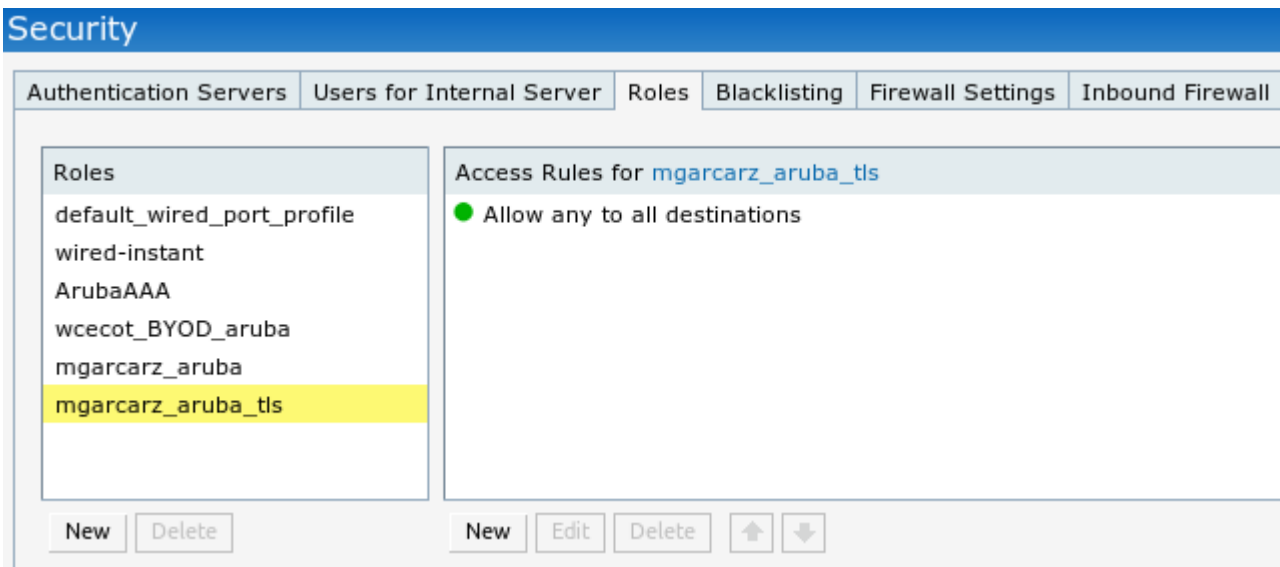 Security
Authentication Servers Users for Internal Server Roles Blacklisting Firewall Settings Inbound Firewall
Roles
default_wired_port_profile
wired-instant
ArubaAAA
wcecot_BYOD_aruba
mgarcarz_aruba
mgarcarz_aruba_tls
New Delete
Access Rules for mgarcarz_aruba_tls
Allow any to all destinations
New Edit Delete